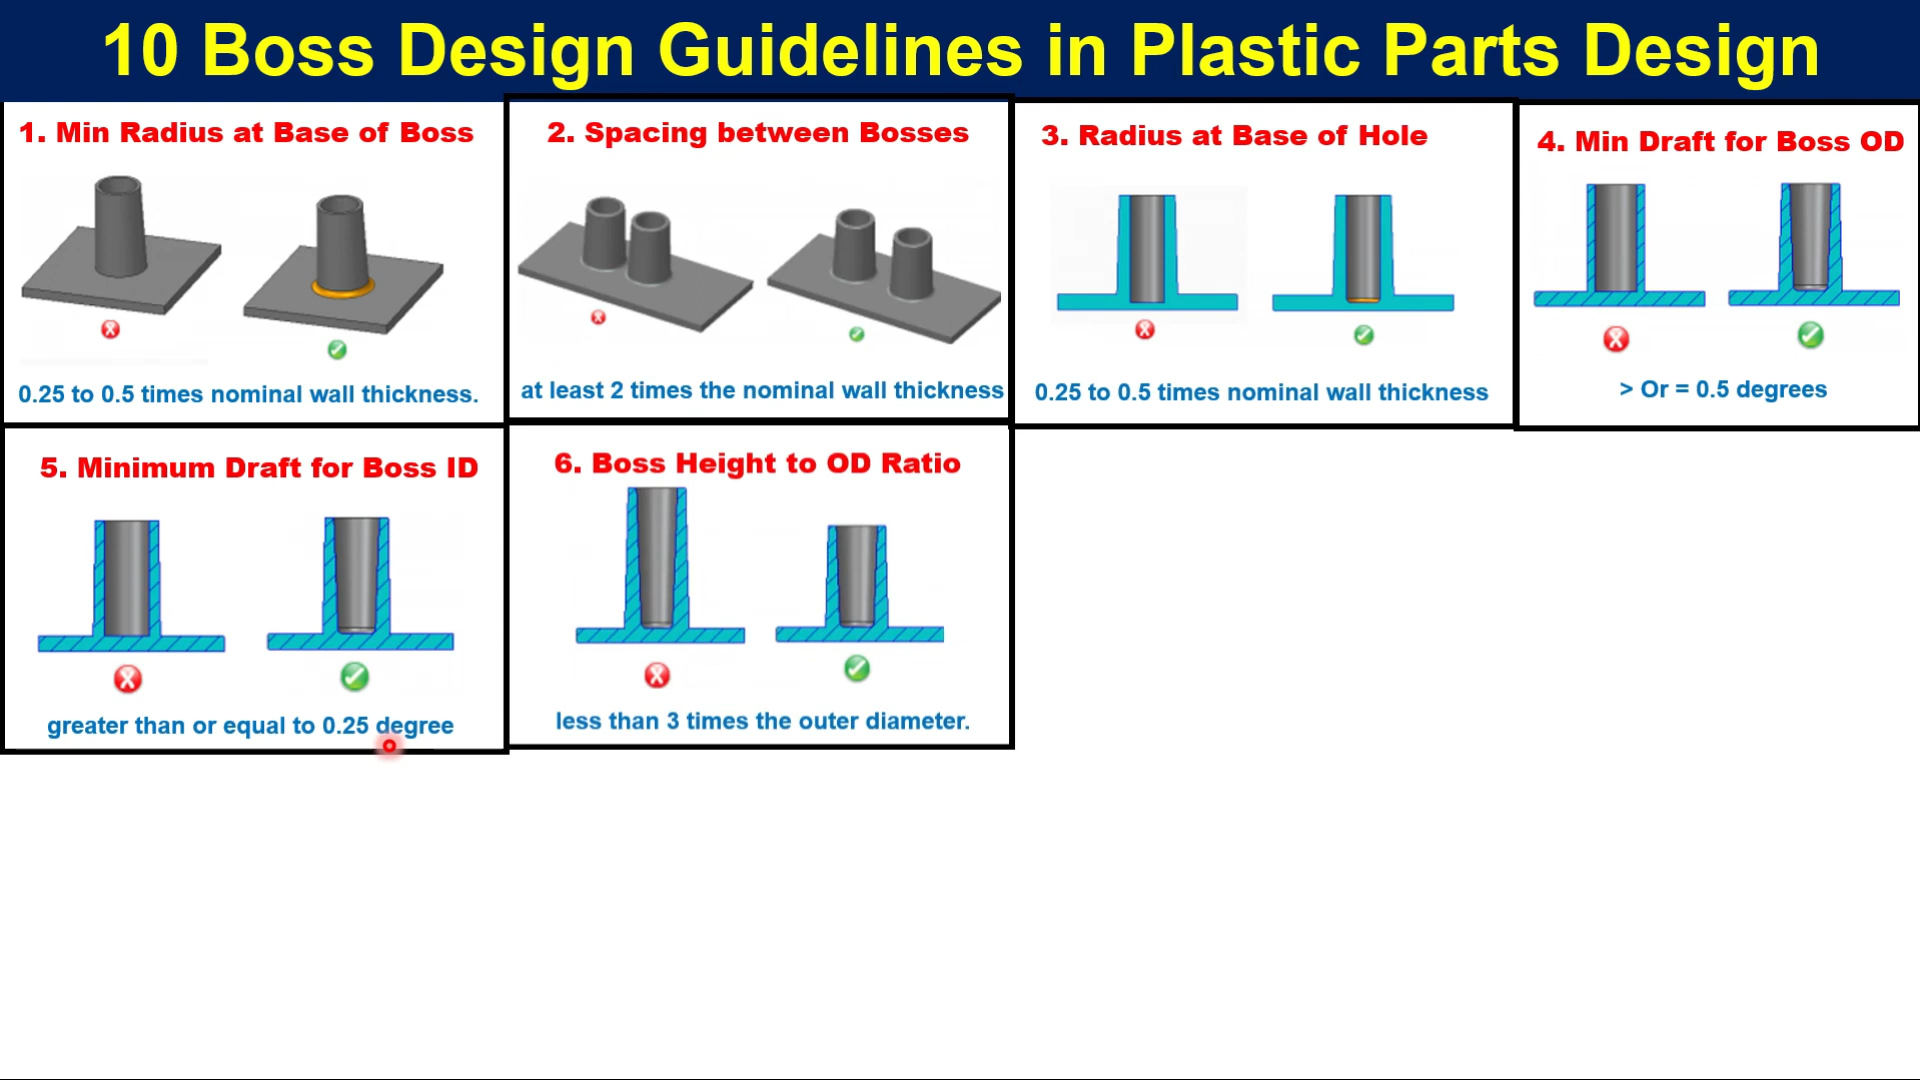 10 Boss Design Guidelines in Plastic Parts Design
1. Min Radius at Base of Boss
0.25 to 0.5 times nominal wall thickness.
2. Spacing between Bosses
at least 2 times the nominal wall thickness
3. Radius at Base of Hole
0.25 to 0.5 times nominal wall thickness
4. Min Draft for Boss OD
> Or = 0.5 degrees
5. Minimum Draft for Boss ID
greater than or equal to 0.25 degree
6. Boss Height to OD Ratio
less than 3 times the outer diameter.